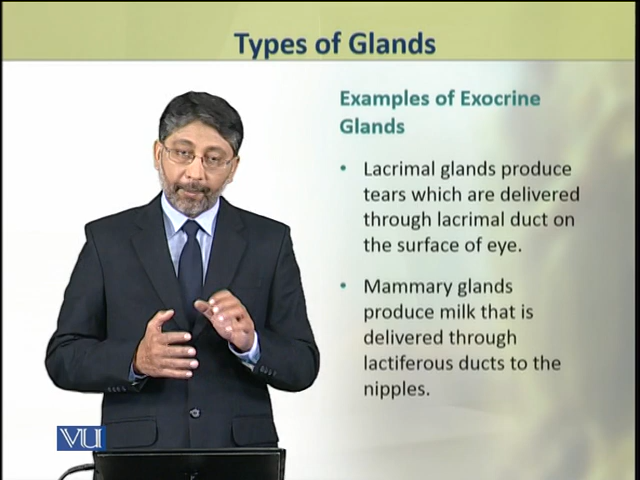 Types of Glands
Examples of Exocrine
Glands
• Lacrimal glands produce
tears which are delivered
through lacrimal duct on
the surface of eye.
• Mammary glands
produce milk that is
delivered through
lactiferous ducts to the
nipples.
VU